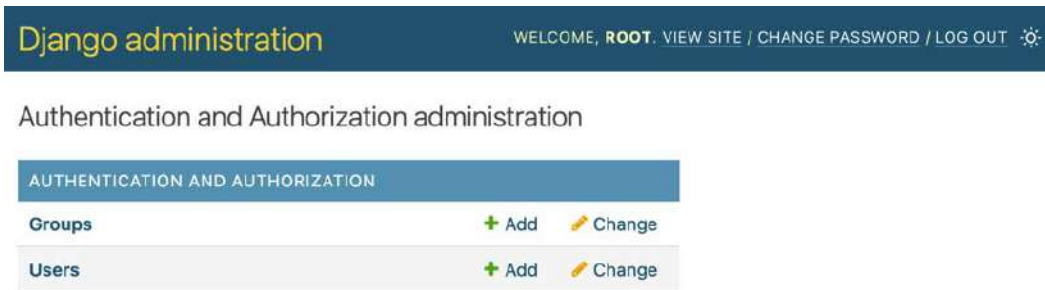 Django administration
WELCOME, ROOT. VIEW SITE / CHANGE PASSWORD / LOG OUT
Authentication and Authorization administration
AUTHENTICATION AND AUTHORIZATION
Groups + Add Change
Users + Add Change